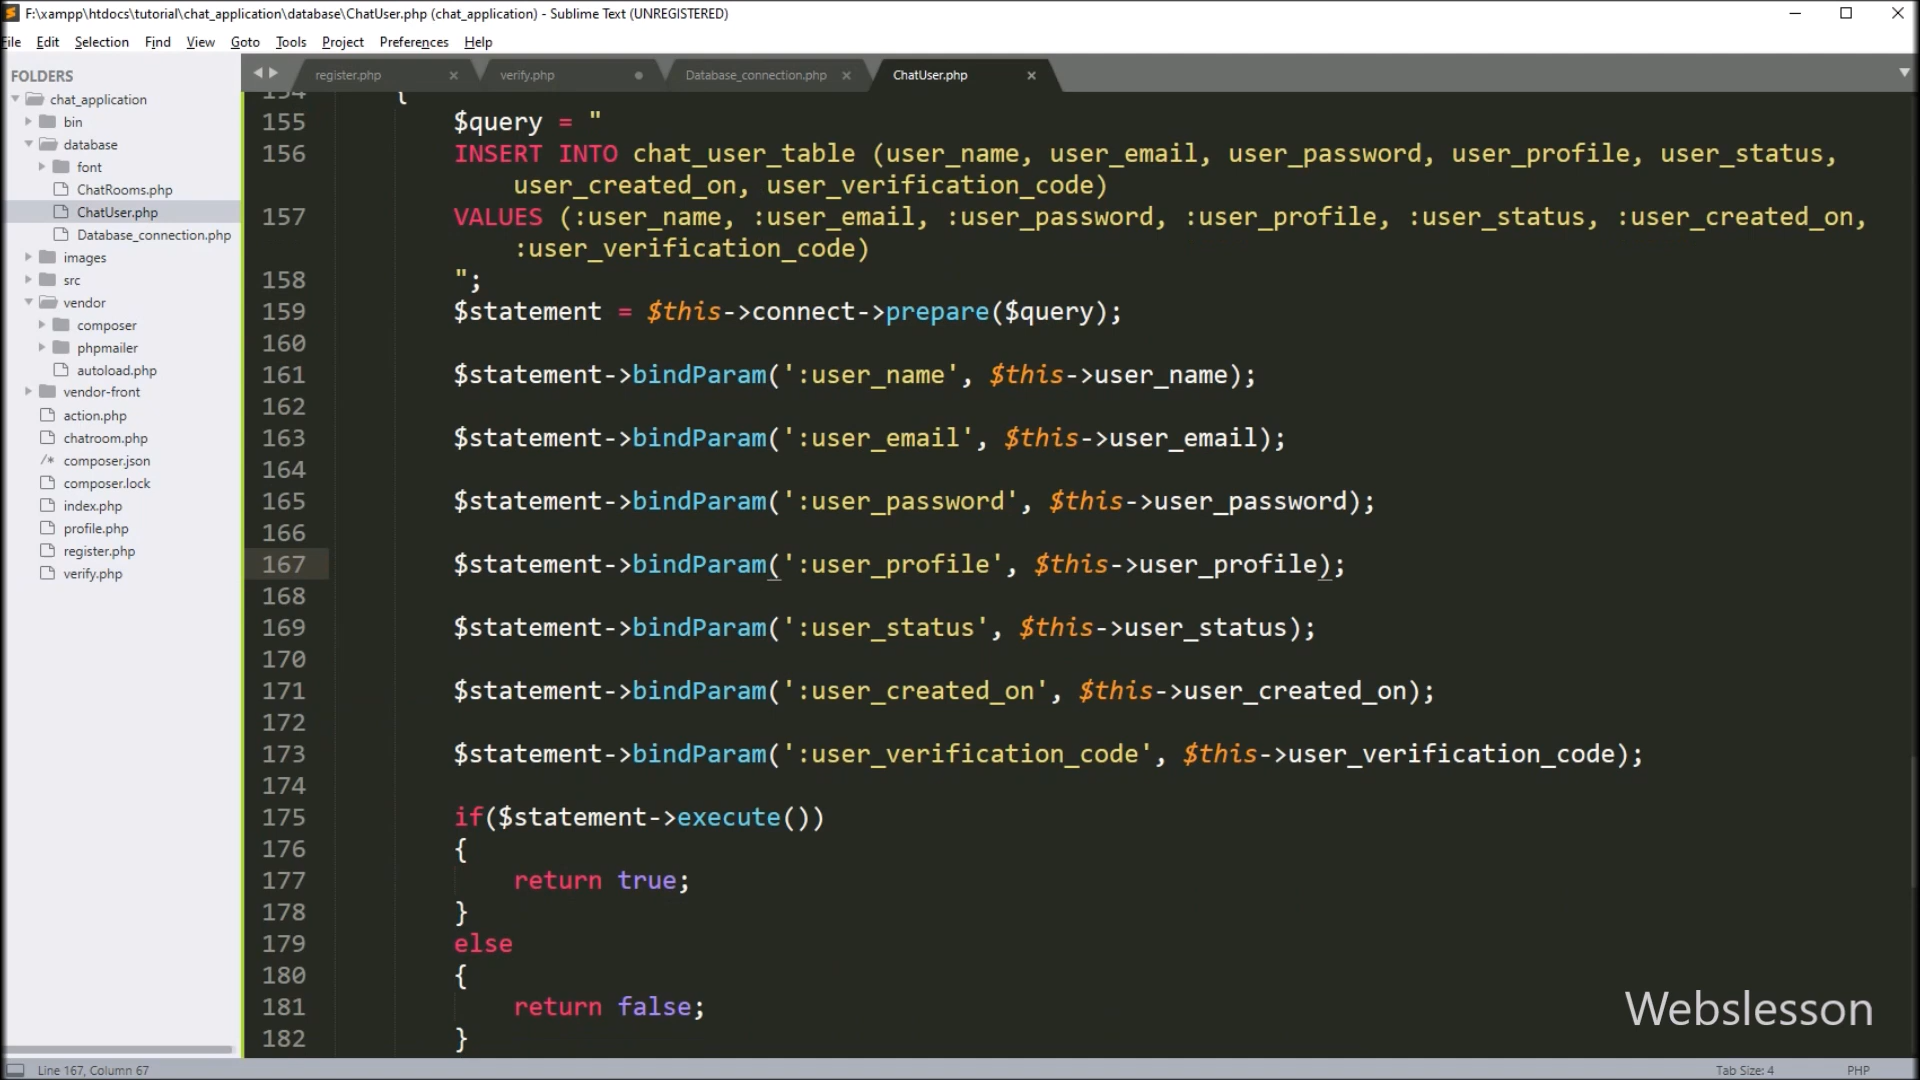 F:\xampp\htdocs\tutorial\chat_application\database\ChatUser.php (chat_application) - Sublime Text (UNREGISTERED)
File Edit Selection Find View Goto Tools Project Preferences Help
FOLDERS
chat_application
bin
database
font
ChatRooms.php
ChatUser.php
Database_connection.php
images
src
vendor
composer
phpmailer
autoload.php
vendor-front
action.php
chatroom.php
/* composer.json
composer.lock
index.php
profile.php
register.php
verify.php
register.php verify.php Database_connection.php ChatUser.php
154 {
155 $query = "
156 INSERT INTO chat_user_table (user_name, user_email, user_password, user_profile, user_status,
user_created_on, user_verification_code)
157 VALUES (:user_name, :user_email, :user_password, :user_profile, :user_status, :user_created_on,
:user_verification_code)
158 ";
159 $statement = $this->connect->prepare($query);
160
161 $statement->bindParam(':user_name', $this->user_name);
162
163 $statement->bindParam(':user_email', $this->user_email);
164
165 $statement->bindParam(':user_password', $this->user_password);
166
167 $statement->bindParam(':user_profile', $this->user_profile);
168
169 $statement->bindParam(':user_status', $this->user_status);
170
171 $statement->bindParam(':user_created_on', $this->user_created_on);
172
173 $statement->bindParam(':user_verification_code', $this->user_verification_code);
174
175 if($statement->execute())
176 {
177 return true;
178 }
179 else
180 {
181 return false;
182 }
Webslesson
Line 167, Column 67 Tab Size: 4 PHP